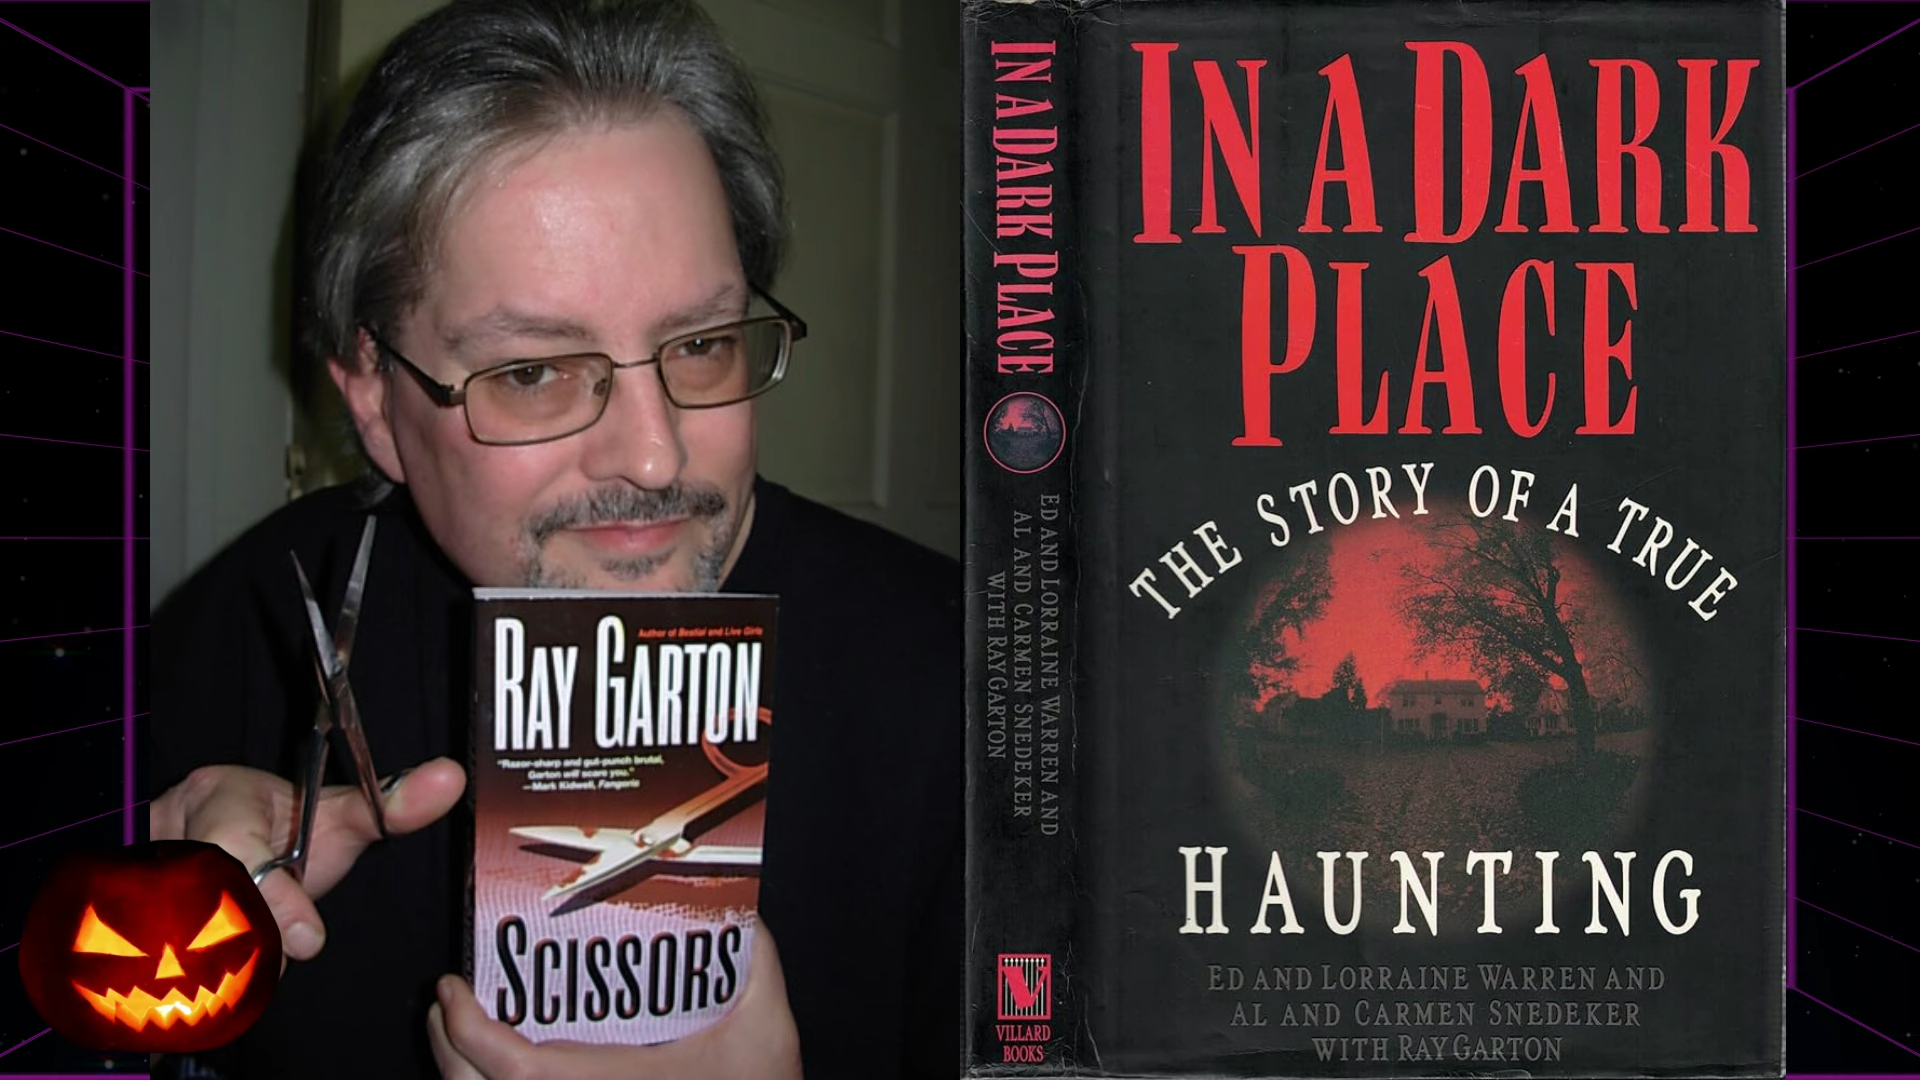 RAY GARTON
Author of Bestial and Live Girls
"Razor-sharp and gut-punch brutal,
Garton will scare you."
—Mark Kidwell, Fangoria
SCISSORS
IN A DARK PLACE
ED AND LORRAINE WARREN AND
AL AND CARMEN SNEDEKER
WITH RAY GARTON
V
VILLARD
BOOKS
IN A DARK
PLACE
THE STORY OF A TRUE
HAUNTING
ED AND LORRAINE WARREN AND
AL AND CARMEN SNEDEKER
WITH RAY GARTON